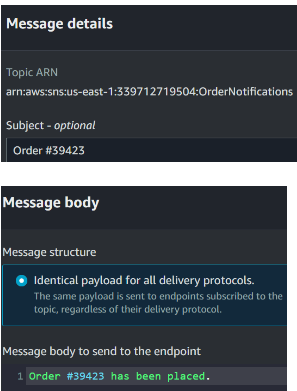 Message details
Topic ARN
arn:aws:sns:us-east-1:339712719504:OrderNotifications
Subject - optional
Order #39423
Message body
Message structure
Identical payload for all delivery protocols.
The same payload is sent to endpoints subscribed to the
topic, regardless of their delivery protocol.
Message body to send to the endpoint
1 Order #39423 has been placed.